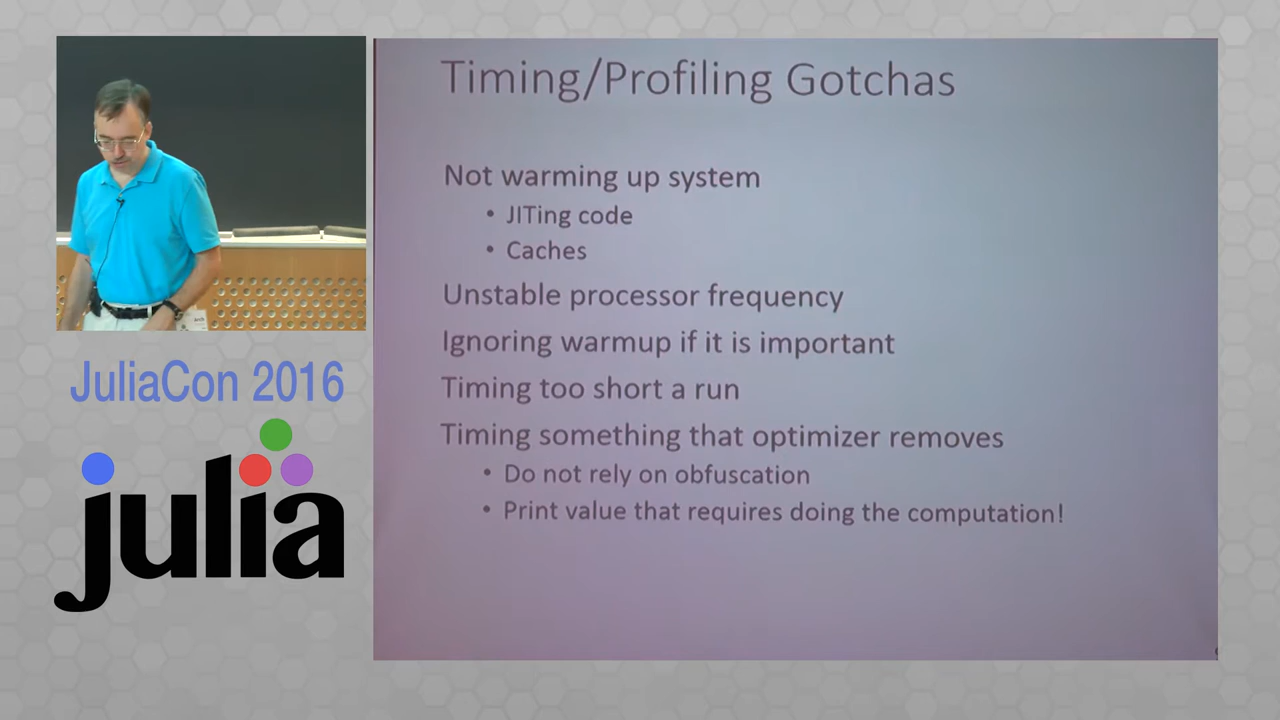 Timing/Profiling Gotchas
Not warming up system
• JITing code
• Caches
Unstable processor frequency
Ignoring warmup if it is important
Timing too short a run
Timing something that optimizer removes
• Do not rely on obfuscation
• Print value that requires doing the computation!
JuliaCon 2016
julia